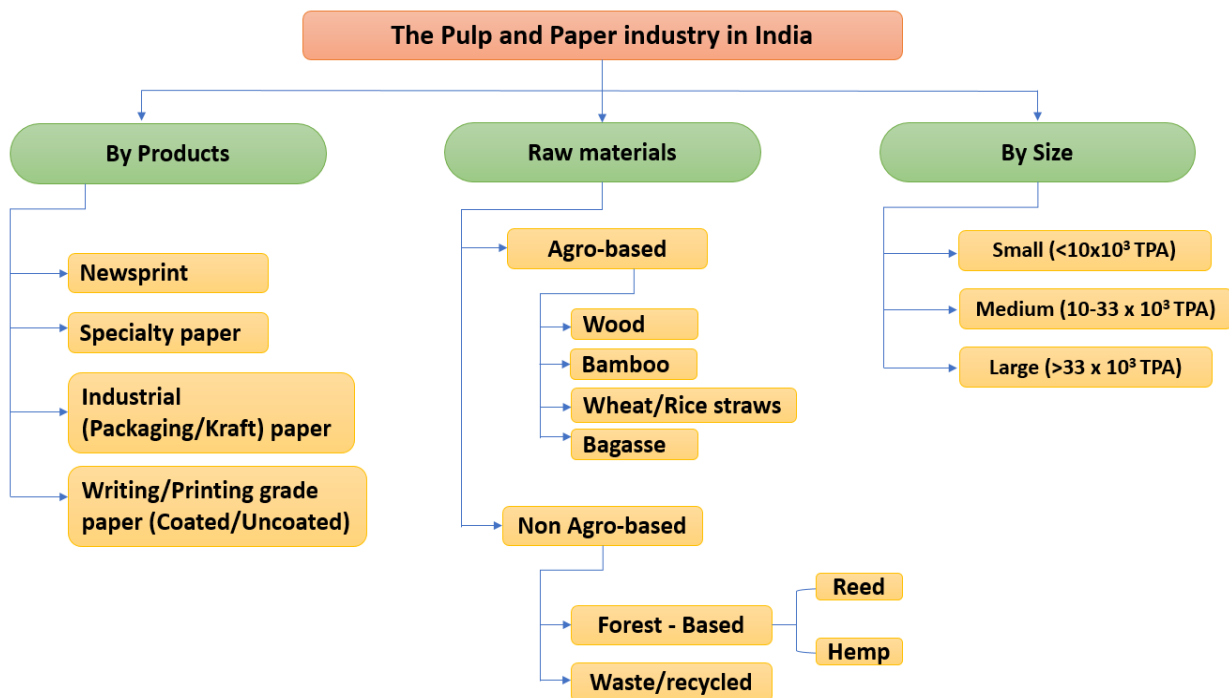 The Pulp and Paper industry in India
By Products
Newsprint
Specialty paper
Industrial
(Packaging/Kraft) paper
Writing/Printing grade
paper (Coated/Uncoated)
Raw materials
Agro-based
Wood
Bamboo
Wheat/Rice straws
Bagasse
Non Agro-based
Forest - Based
Reed
Hemp
Waste/recycled
By Size
Small (<10x10³ TPA)
Medium (10-33 x 10³ TPA)
Large (>33 x 10³ TPA)